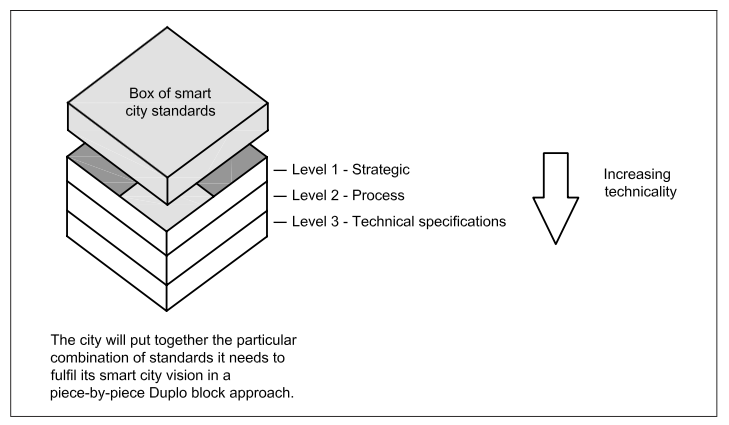 Box of smart
city standards
Level 1 - Strategic
Level 2 - Process
Level 3 - Technical specifications
Increasing
technicality
The city will put together the particular
combination of standards it needs to
fulfil its smart city vision in a
piece-by-piece Duplo block approach.